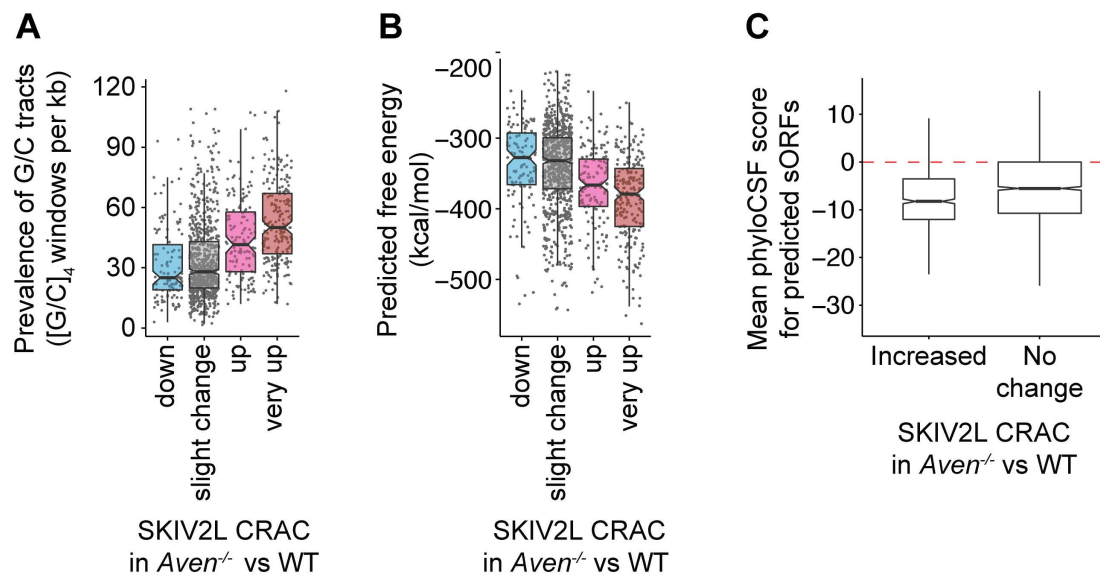 A
Prevalence of G/C tracts
([G/C]4 windows per kb)
120
90
60
30
0
down
slight change
up
very up
SKIV2L CRAC
in Aven-/- vs WT
B
Predicted free energy
(kcal/mol)
−200
−300
−400
−500
down
slight change
up
very up
SKIV2L CRAC
in Aven-/- vs WT
C
Mean phyloCSF score
for predicted sORFs
10
0
−10
−20
−30
Increased
No
change
SKIV2L CRAC
in Aven-/- vs WT